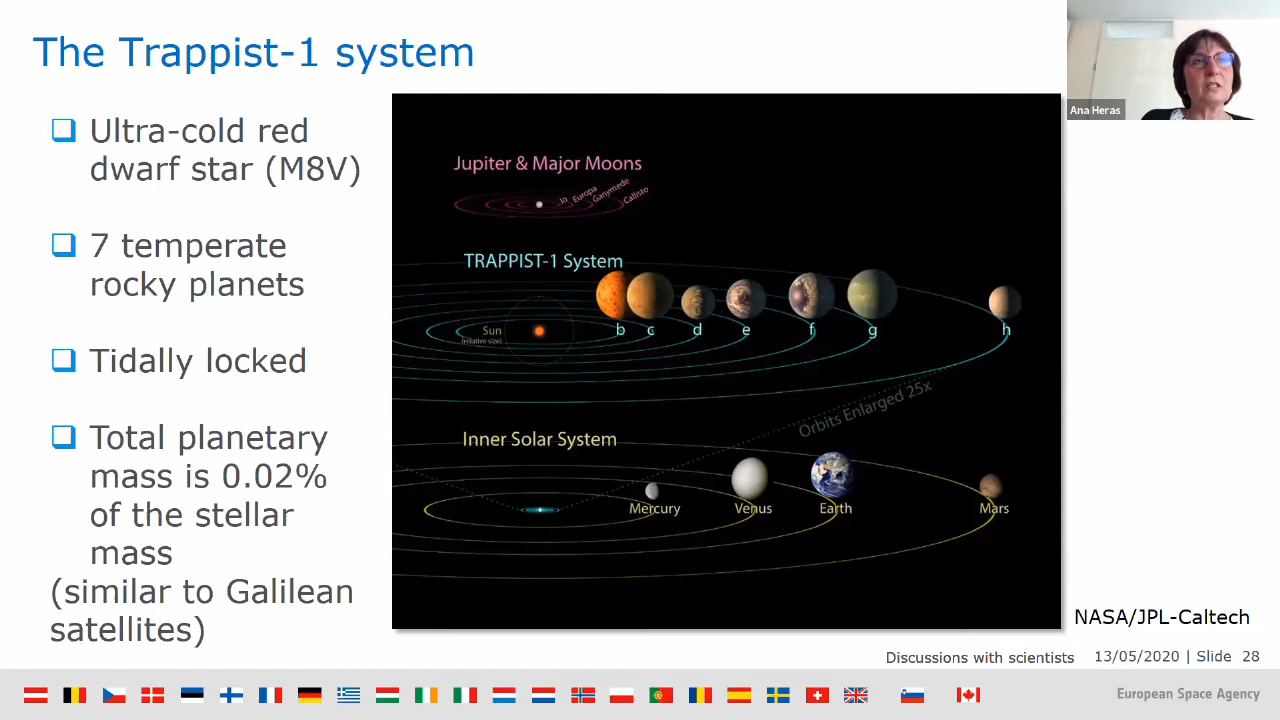 The Trappist-1 system
Ana Heras
Ultra-cold red
dwarf star (M8V)
7 temperate
rocky planets
Tidally locked
Total planetary
mass is 0.02%
of the stellar
mass
(similar to Galilean
satellites)
Jupiter & Major Moons
Io Europa Ganymede Callisto
TRAPPIST-1 System
Sun
(relative size)
b c d e f g h
Orbits Enlarged 25x
Inner Solar System
Mercury Venus Earth Mars
NASA/JPL-Caltech
Discussions with scientists 13/05/2020 | Slide 28
European Space Agency